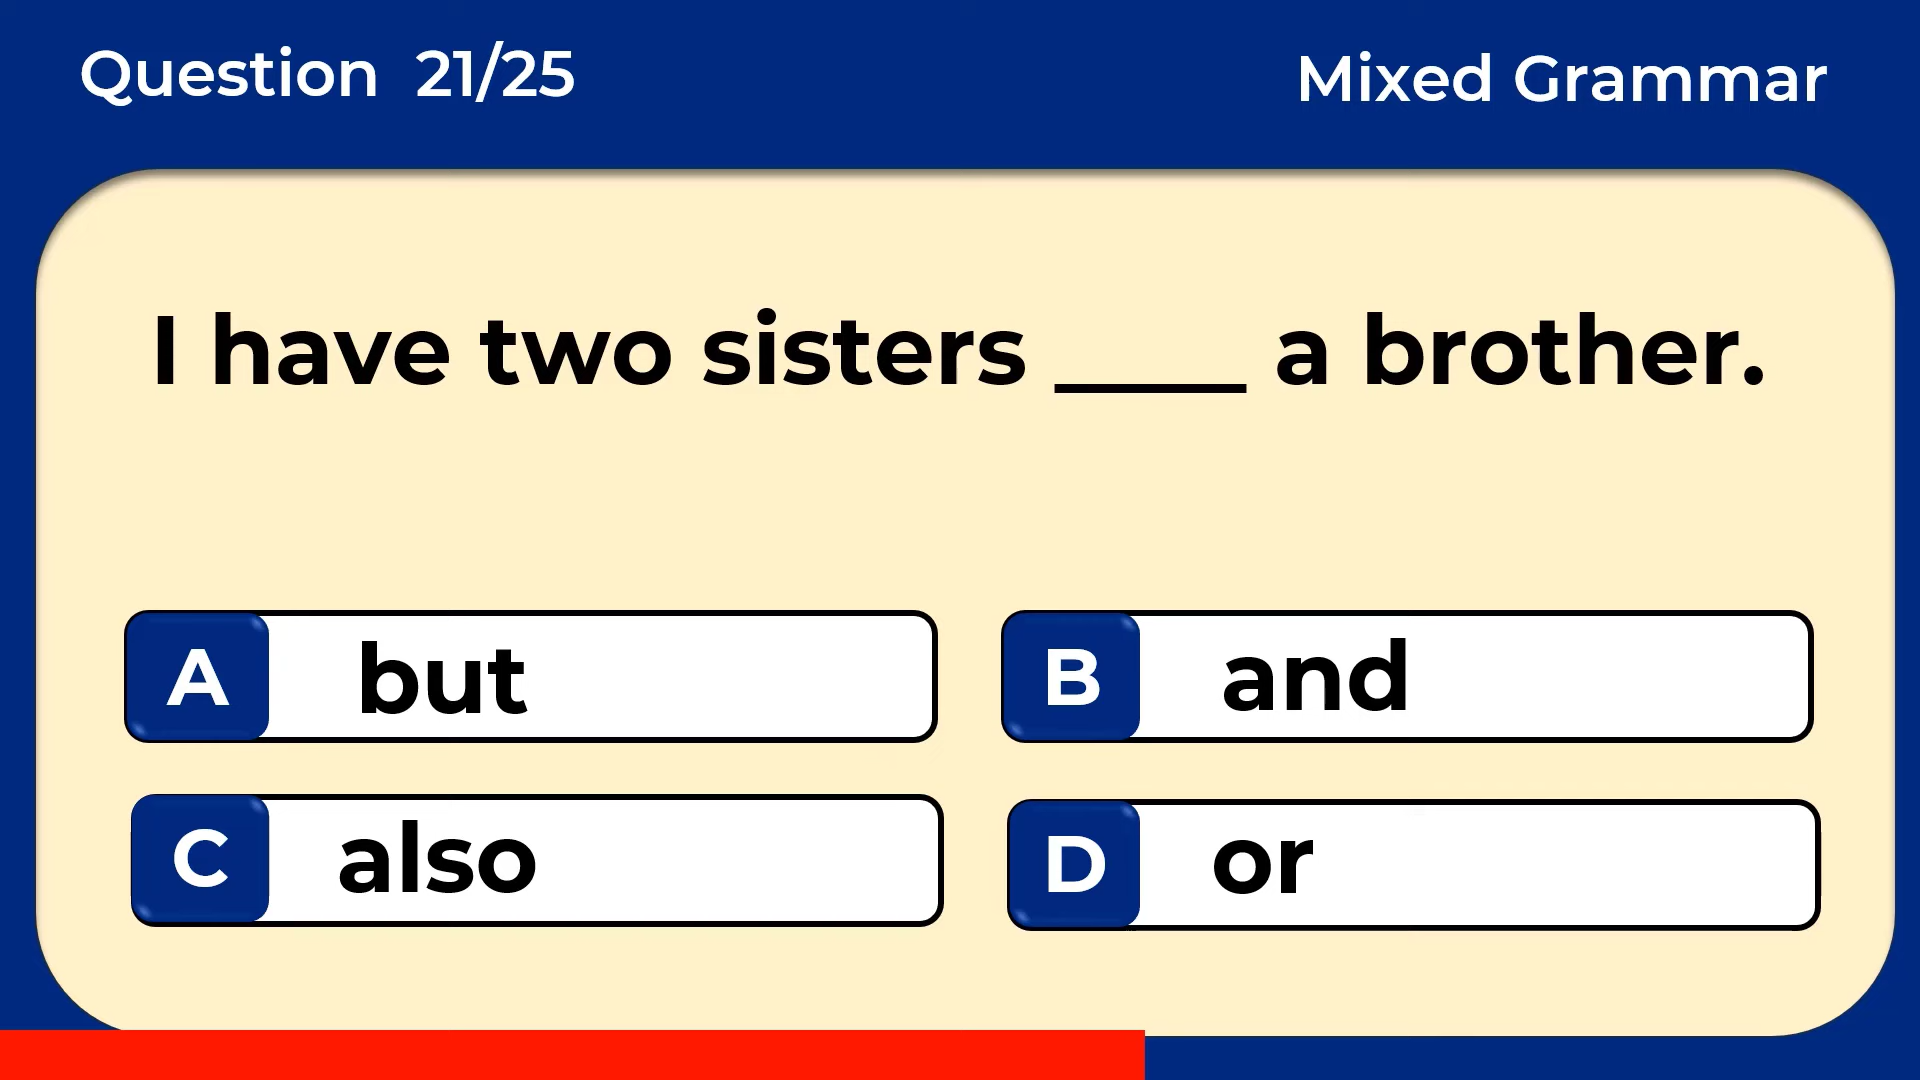 Question 21/25
Mixed Grammar
I have two sisters ____ a brother.
A but
B and
C also
D or